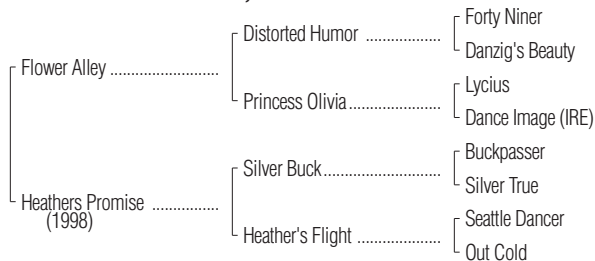 Forty Niner
Distorted Humor ..................
Danzig's Beauty
Flower Alley ..........................
Lycius
Princess Olivia......................
Dance Image (IRE)
Buckpasser
Silver Buck............................
Silver True
Heathers Promise ................
(1998)
Seattle Dancer
Heather's Flight ....................
Out Cold